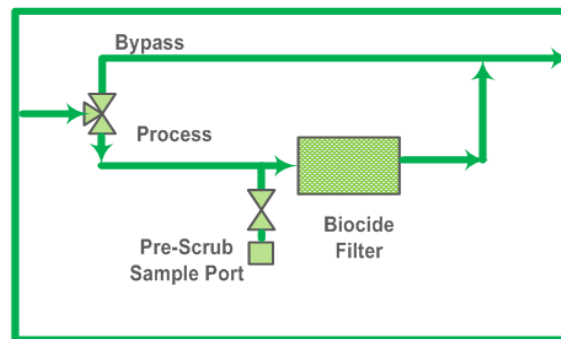 Bypass
Process
Pre-Scrub
Sample Port
Biocide
Filter